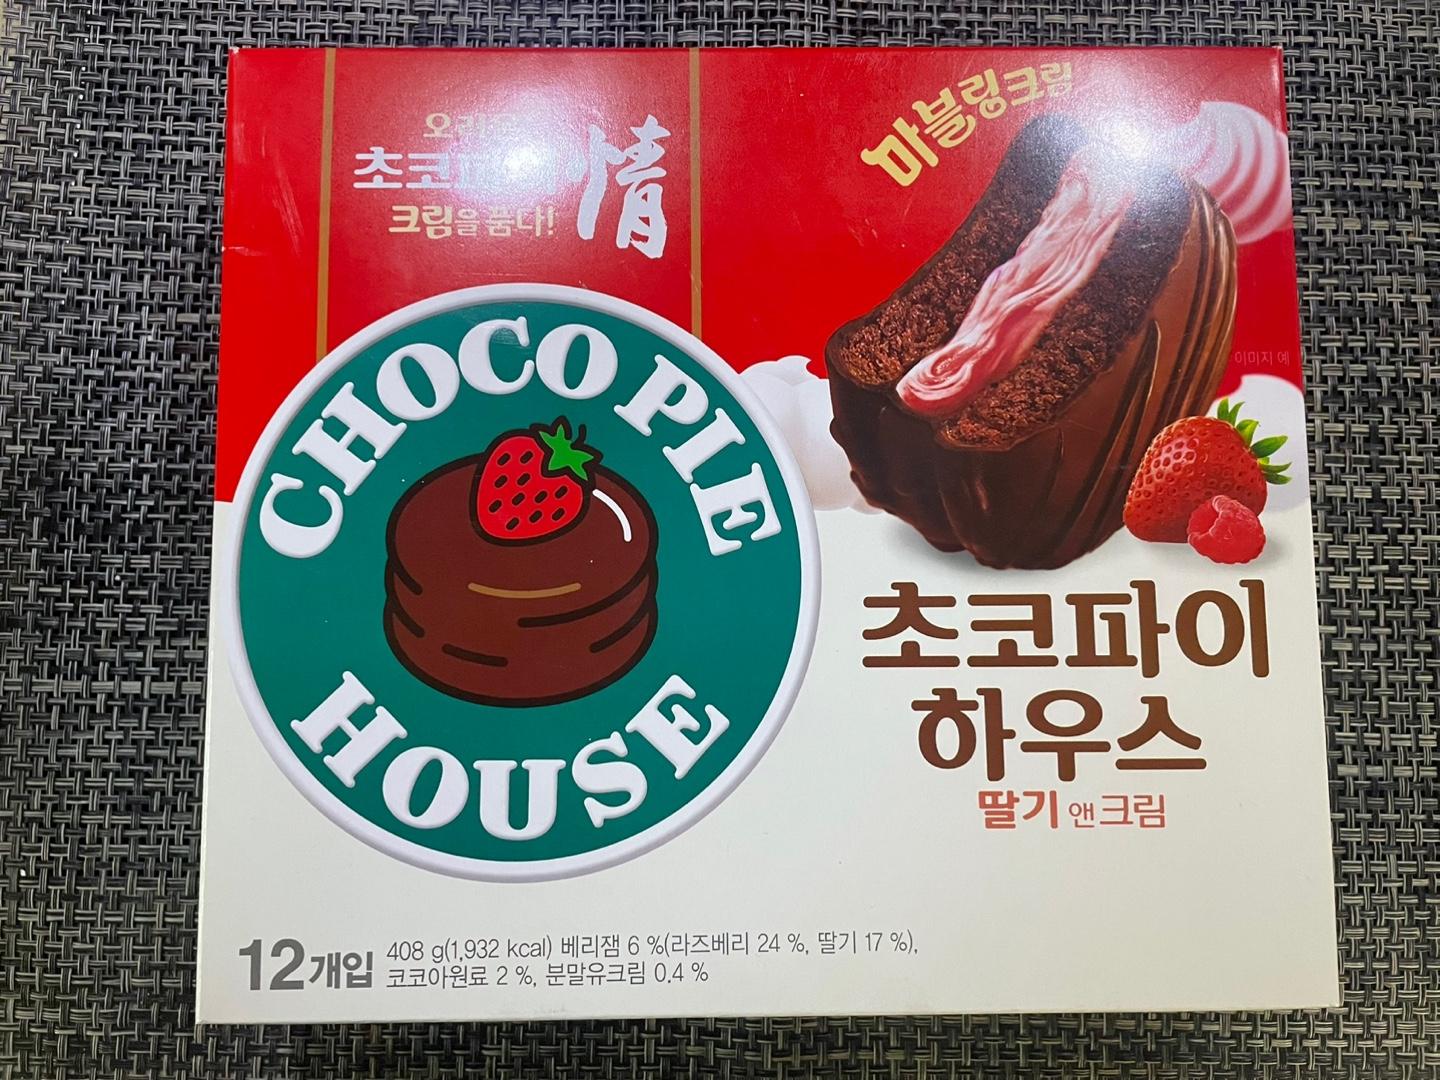 초코파이 情
크림을 품다!
마블링크림
이미지 예
CHOCO PIE
HOUSE
초코파이
하우스
딸기 앤 크림
12개입
408 g(1,932 kcal) 베리잼 6 %(라즈베리 24 %, 딸기 17 %),
코코아원료 2 %, 분말유크림 0.4 %